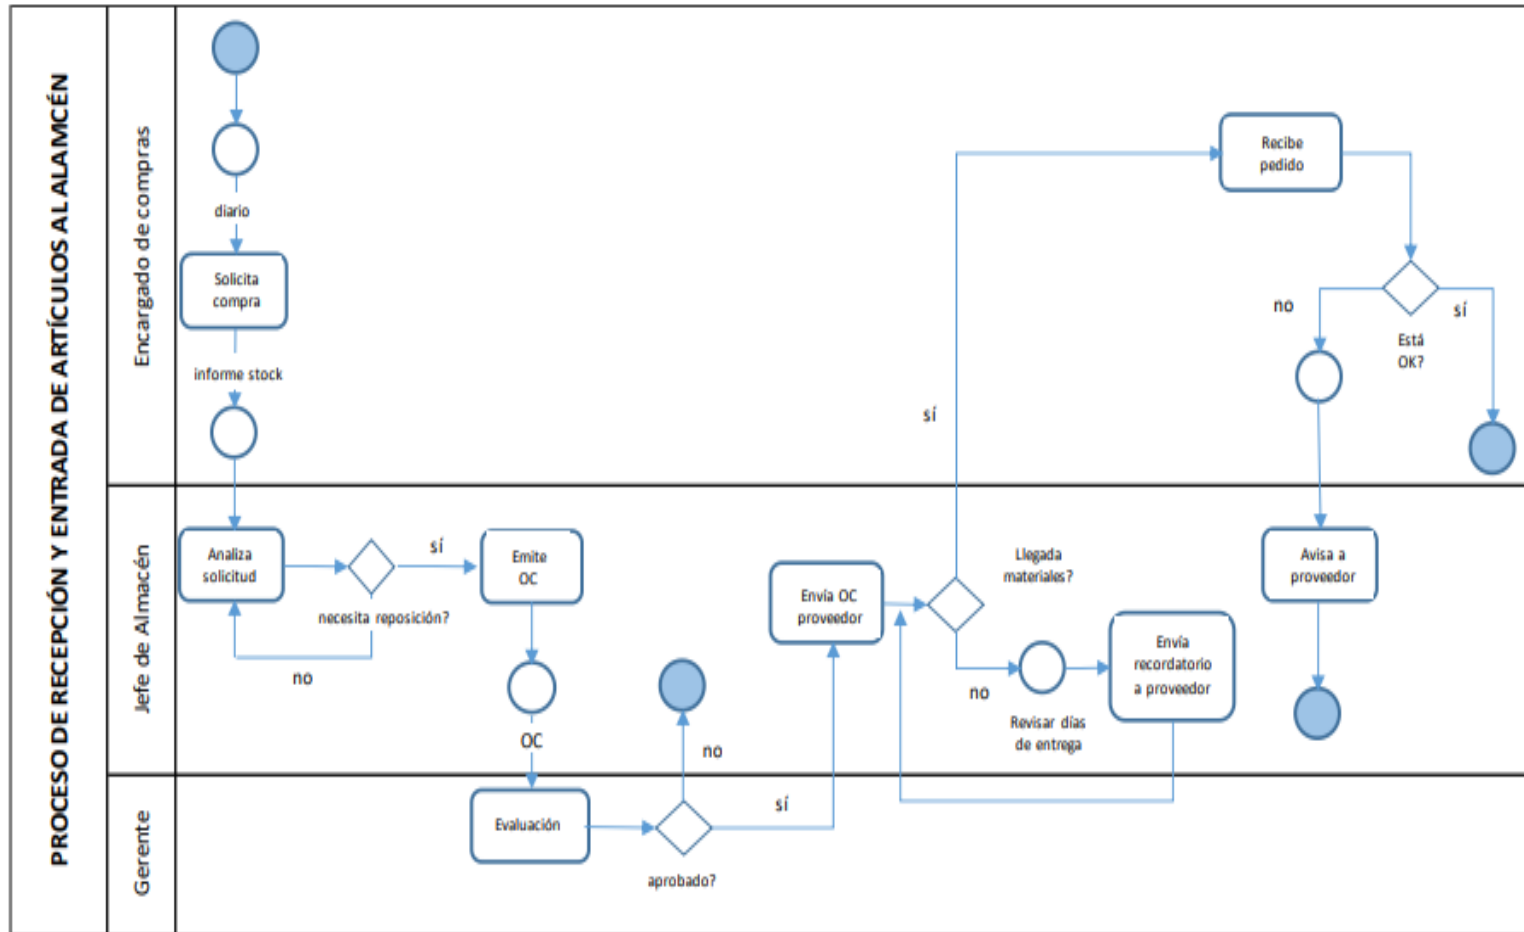 PROCESO DE RECEPCIÓN Y ENTRADA DE ARTÍCULOS AL ALAMCÉN
Encargado de compras
diario
Solicita
compra
informe stock
Recibe
pedido
no
sí
Está
OK?
sí
Jefe de Almacén
Analiza
solicitud
sí
necesita reposición?
no
Emite
OC
OC
no
Envía OC
proveedor
Llegada
materiales?
no
Revisar días
de entrega
Envía
recordatorio
a proveedor
Avisa a
proveedor
Gerente
Evaluación
aprobado?
sí